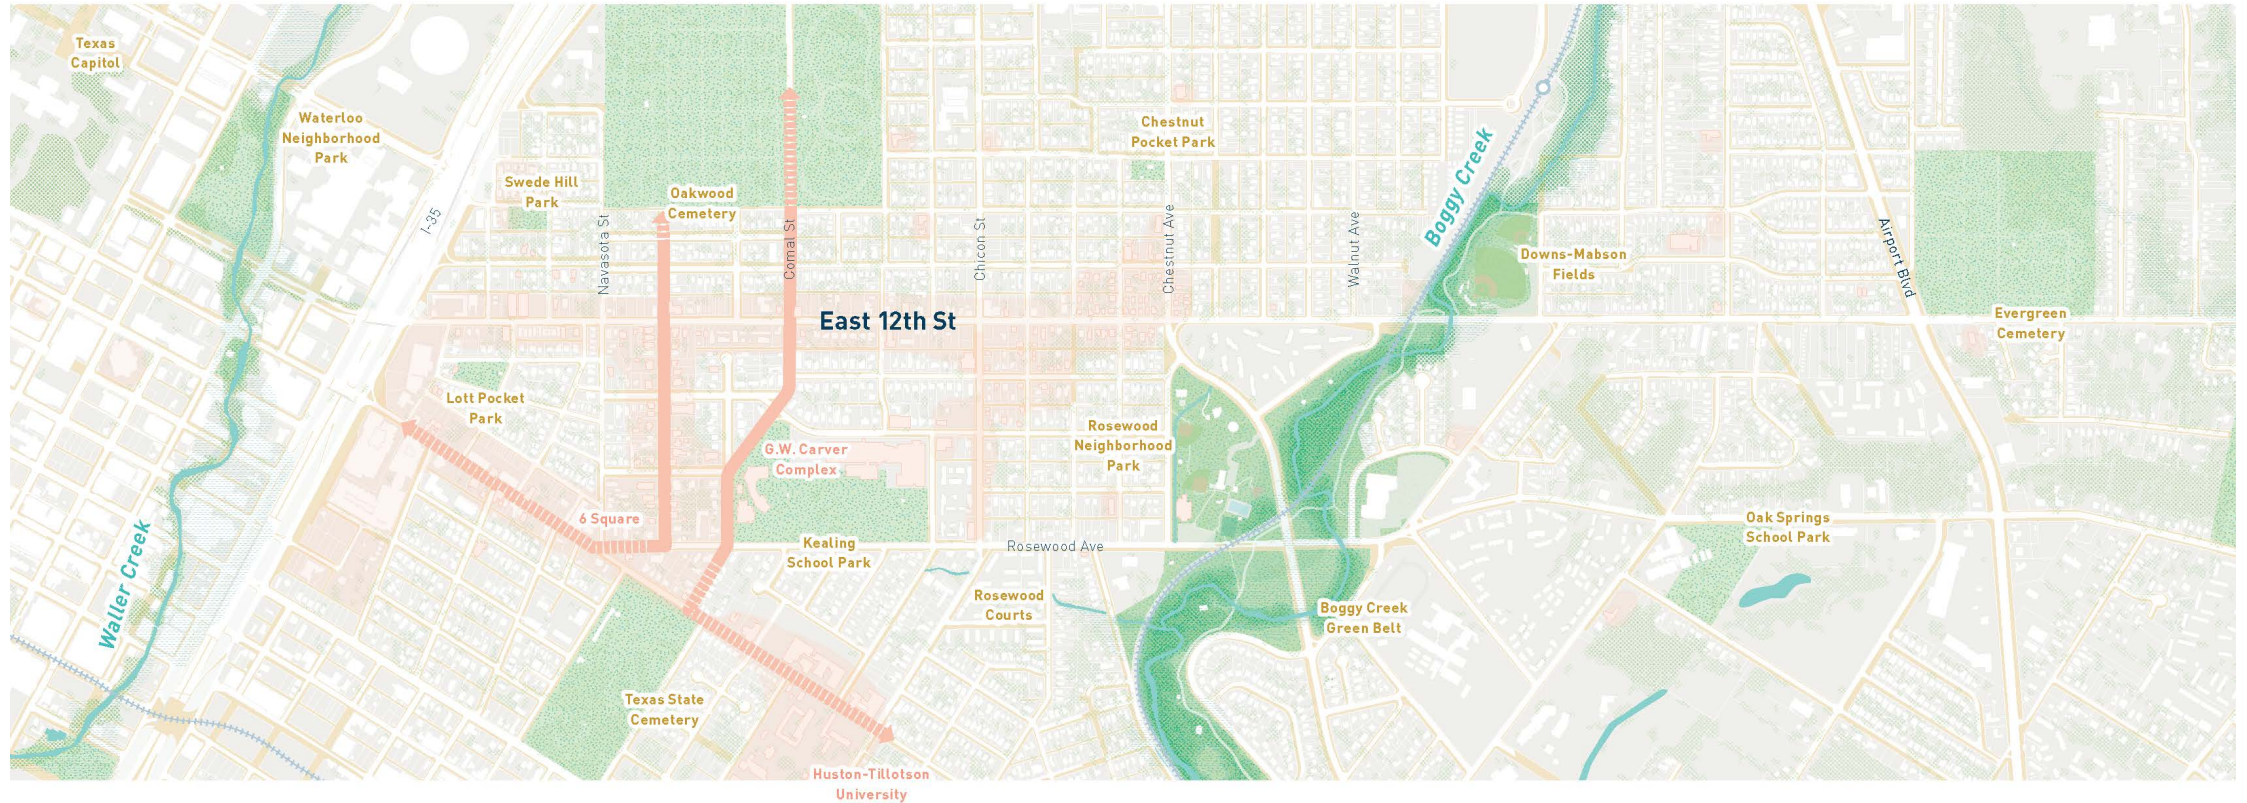 Texas
Capitol
Waterloo
Neighborhood
Park
Chestnut
Pocket Park
Swede Hill
Park
Oakwood
Cemetery
I-35
Navasota St
Comal St
Chicon St
Chestnut Ave
Walnut Ave
Boggy Creek
Downs-Mabson
Fields
Airport Blvd
East 12th St
Evergreen
Cemetery
Lott Pocket
Park
Rosewood
Neighborhood
Park
G.W. Carver
Complex
6 Square
Oak Springs
School Park
Waller Creek
Kealing
School Park
Rosewood Ave
Rosewood
Courts
Boggy Creek
Green Belt
Texas State
Cemetery
Huston-Tillotson
University